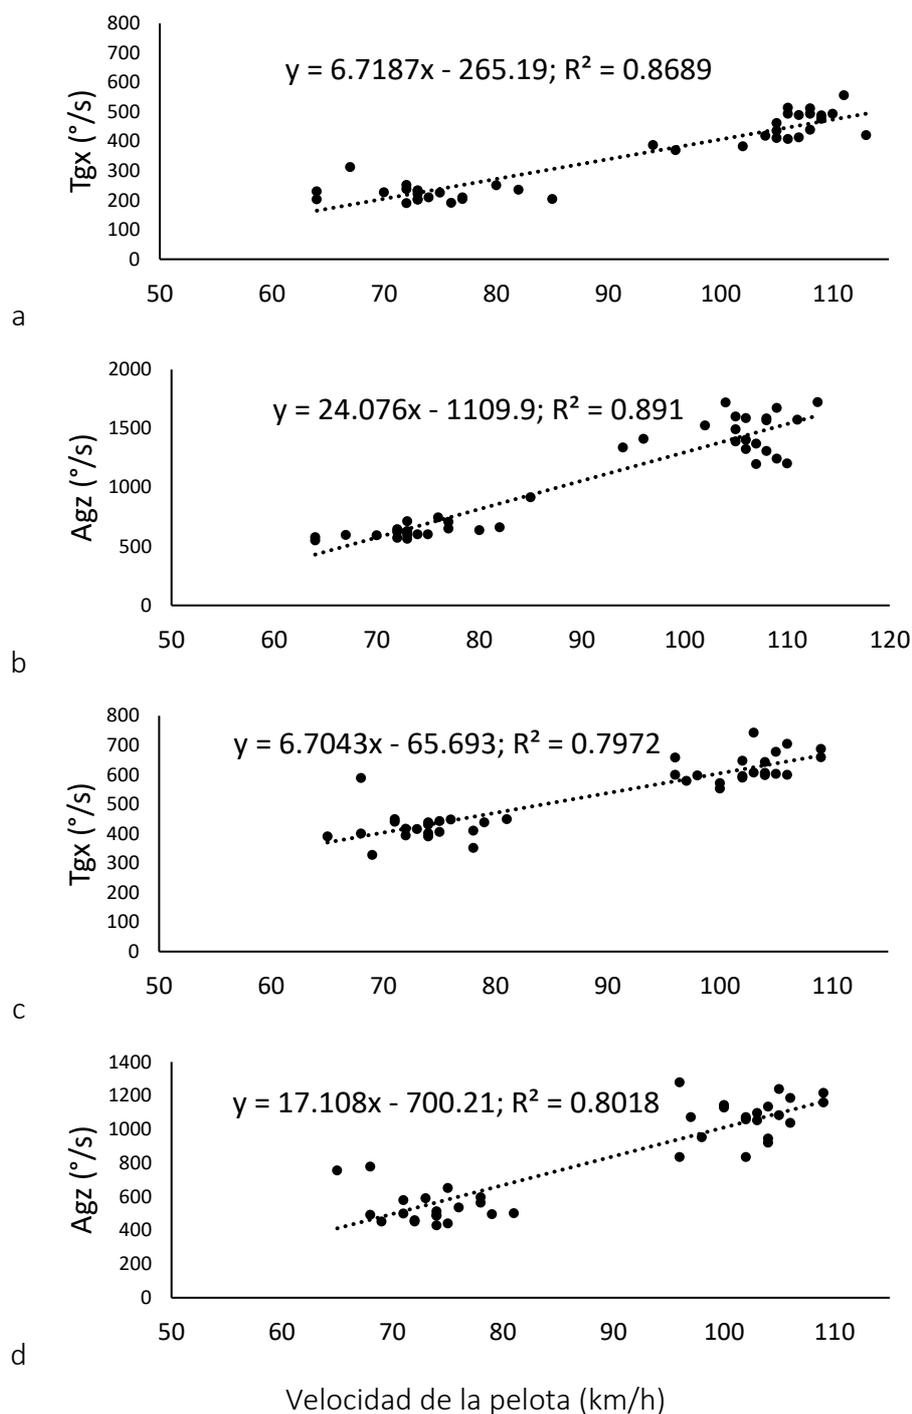 800
700
600
500
400
300
200
100
0
Tgx (°/s)
y = 6.7187x - 265.19; R² = 0.8689
50 60 70 80 90 100 110
a
2000
1500
1000
500
0
Agz (°/s)
y = 24.076x - 1109.9; R² = 0.891
50 60 70 80 90 100 110 120
b
800
700
600
500
400
300
200
100
0
Tgx (°/s)
y = 6.7043x - 65.693; R² = 0.7972
50 60 70 80 90 100 110
c
1400
1200
1000
800
600
400
200
0
Agz (°/s)
y = 17.108x - 700.21; R² = 0.8018
50 60 70 80 90 100 110
d
Velocidad de la pelota (km/h)